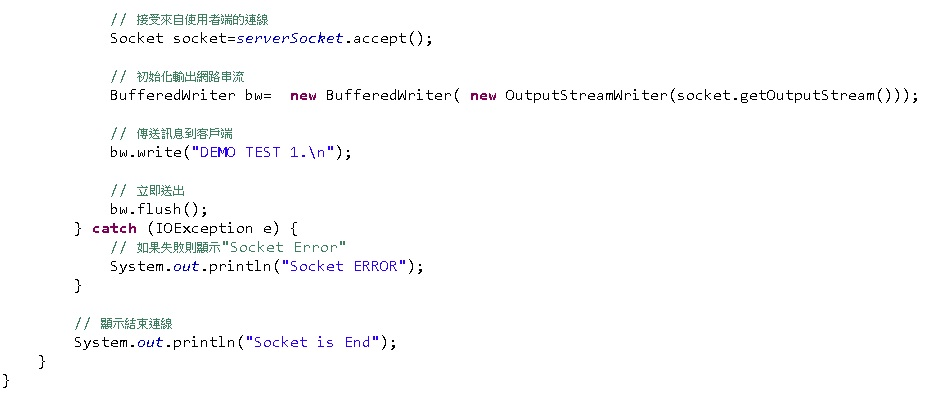 // 接受來自使用者端的連線
Socket socket=serverSocket.accept();
// 初始化輸出網路串流
BufferedWriter bw=  new BufferedWriter( new OutputStreamWriter(socket.getOutputStream()));
// 傳送訊息到客戶端
bw.write("DEMO TEST 1.\n");
// 立即送出
bw.flush();
} catch (IOException e) {
// 如果失敗則顯示"Socket Error"
System.out.println("Socket ERROR");
}
// 顯示結束連線
System.out.println("Socket is End");
}
}